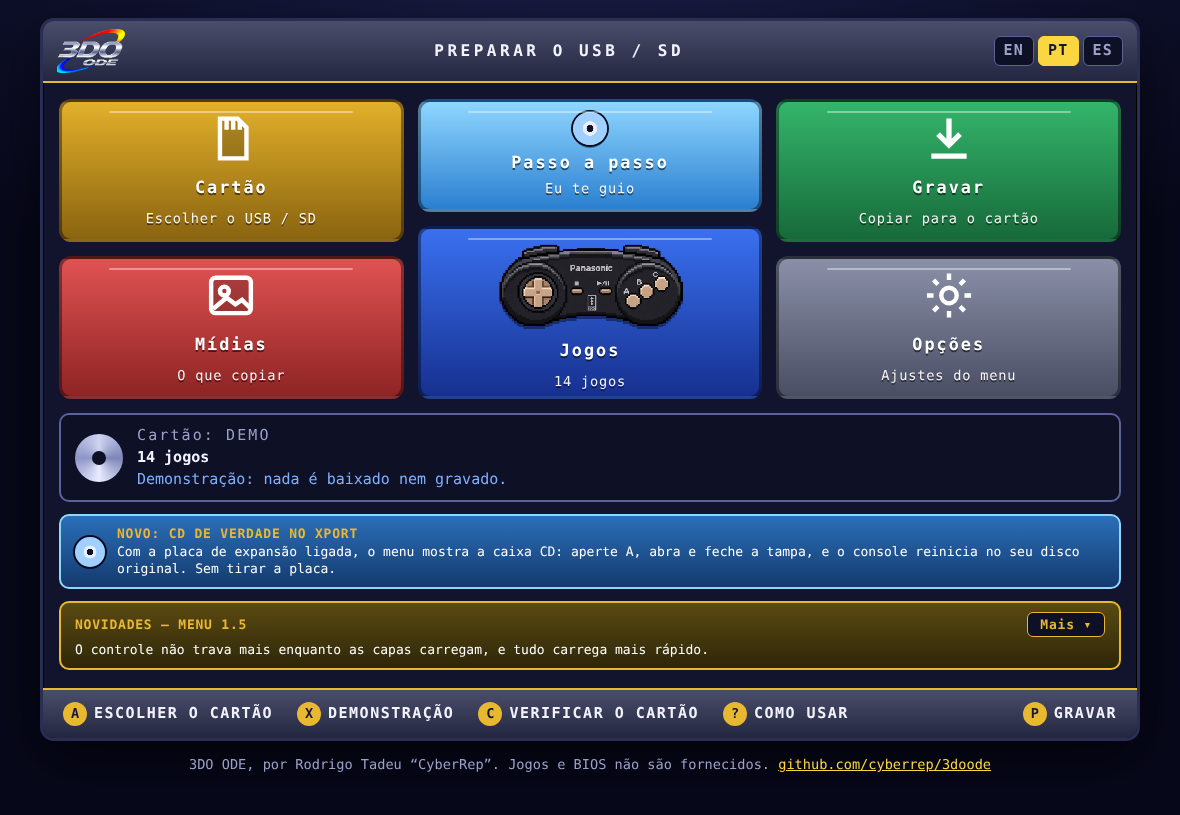 3DO
ODE
PREPARAR O USB / SD
EN
PT
ES
Cartão
Escolher o USB / SD
Passo a passo
Eu te guio
Gravar
Copiar para o cartão
Mídias
O que copiar
Panasonic
A
B
C
Jogos
14 jogos
Opções
Ajustes do menu
Cartão: DEMO
14 jogos
Demonstração: nada é baixado nem gravado.
NOVO: CD DE VERDADE NO XPORT
Com a placa de expansão ligada, o menu mostra a caixa CD: aperte A, abra e feche a tampa, e o console reinicia no seu disco
original. Sem tirar a placa.
NOVIDADES — MENU 1.5
Mais ▾
O controle não trava mais enquanto as capas carregam, e tudo carrega mais rápido.
A ESCOLHER O CARTÃO
X DEMONSTRAÇÃO
C VERIFICAR O CARTÃO
? COMO USAR
P GRAVAR
3DO ODE, por Rodrigo Tadeu “CyberRep”. Jogos e BIOS não são fornecidos. github.com/cyberrep/3doode